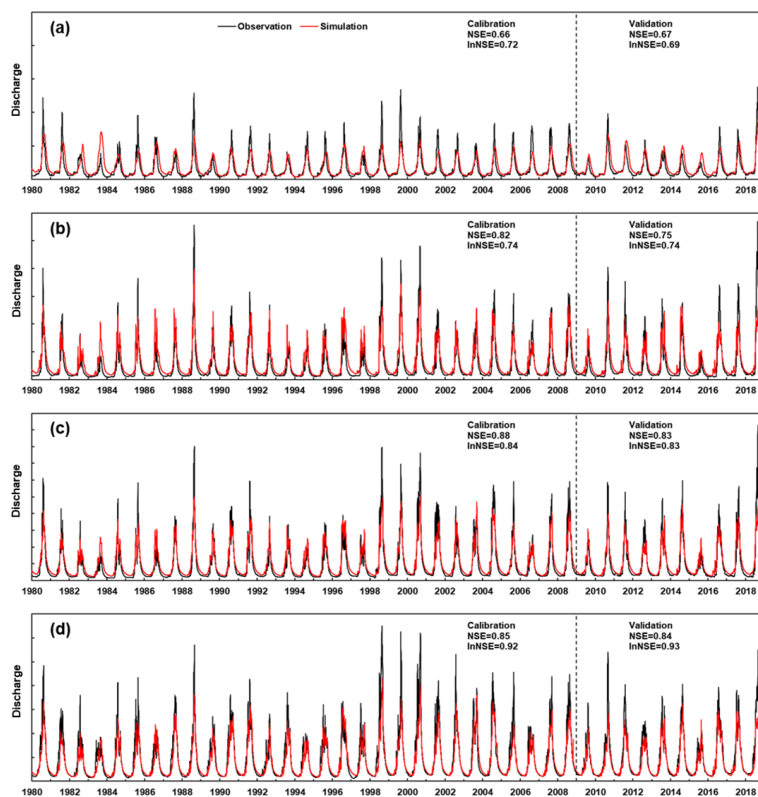 (a)
Observation Simulation
Calibration
NSE=0.66
lnNSE=0.72
Validation
NSE=0.67
lnNSE=0.69
Discharge
1980 1982 1984 1986 1988 1990 1992 1994 1996 1998 2000 2002 2004 2006 2008 2010 2012 2014 2016 2018
(b)
Calibration
NSE=0.82
lnNSE=0.74
Validation
NSE=0.75
lnNSE=0.74
Discharge
1980 1982 1984 1986 1988 1990 1992 1994 1996 1998 2000 2002 2004 2006 2008 2010 2012 2014 2016 2018
(c)
Calibration
NSE=0.88
lnNSE=0.84
Validation
NSE=0.83
lnNSE=0.83
Discharge
1980 1982 1984 1986 1988 1990 1992 1994 1996 1998 2000 2002 2004 2006 2008 2010 2012 2014 2016 2018
(d)
Calibration
NSE=0.85
lnNSE=0.92
Validation
NSE=0.84
lnNSE=0.93
Discharge
1980 1982 1984 1986 1988 1990 1992 1994 1996 1998 2000 2002 2004 2006 2008 2010 2012 2014 2016 2018